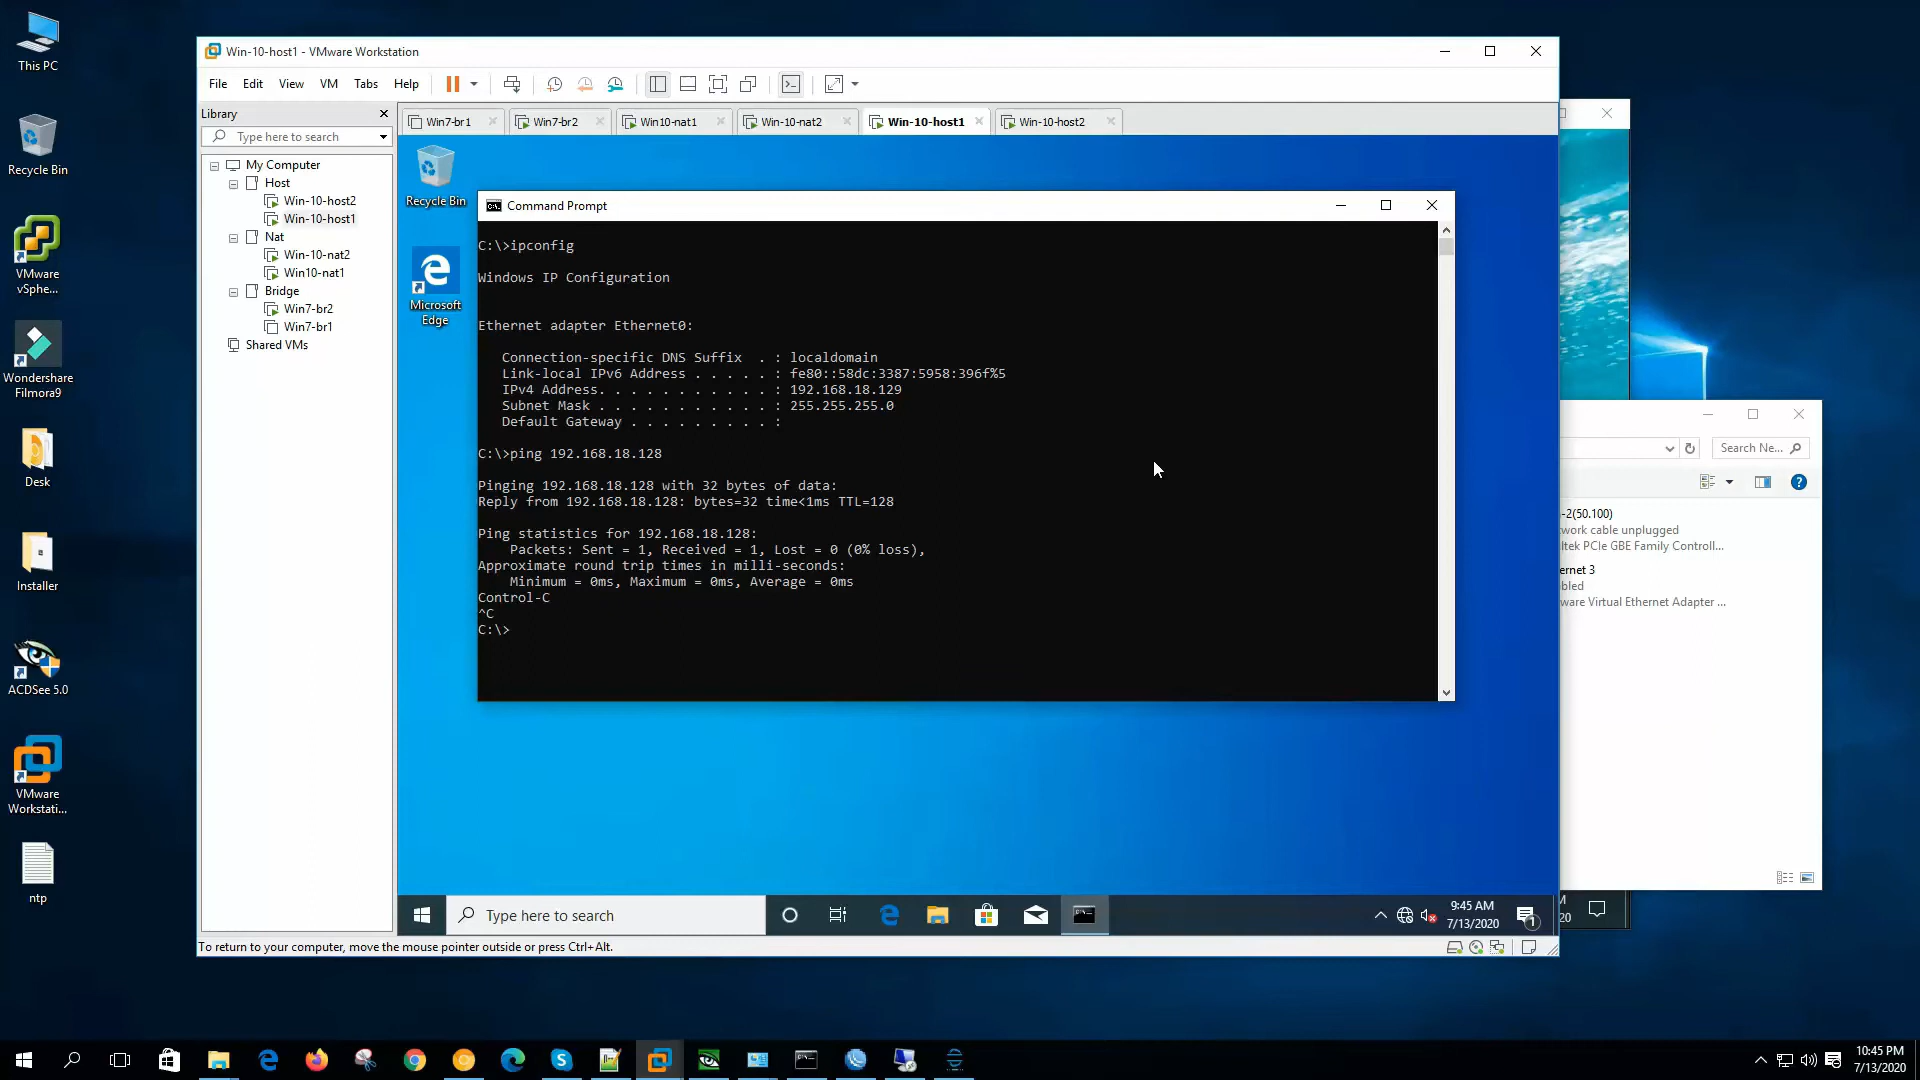 This PC
Recycle Bin
VMware
vSphe...
Wondershare
Filmora9
Desk
Installer
ACDSee 5.0
VMware
Workstati...
ntp
Win-10-host1 - VMware Workstation
File Edit View VM Tabs Help
Library
Type here to search
My Computer
Host
Win-10-host2
Win-10-host1
Nat
Win-10-nat2
Win10-nat1
Bridge
Win7-br2
Win7-br1
Shared VMs
Win7-br1 Win7-br2 Win10-nat1 Win-10-nat2 Win-10-host1 Win-10-host2
Recycle Bin
Microsoft
Edge
Command Prompt
C:\>ipconfig
Windows IP Configuration
Ethernet adapter Ethernet0:
Connection-specific DNS Suffix . : localdomain
Link-local IPv6 Address . . . . . : fe80::58dc:3387:5958:396f%5
IPv4 Address. . . . . . . . . . . : 192.168.18.129
Subnet Mask . . . . . . . . . . . : 255.255.255.0
Default Gateway . . . . . . . . . :
C:\>ping 192.168.18.128
Pinging 192.168.18.128 with 32 bytes of data:
Reply from 192.168.18.128: bytes=32 time<1ms TTL=128
Ping statistics for 192.168.18.128:
Packets: Sent = 1, Received = 1, Lost = 0 (0% loss),
Approximate round trip times in milli-seconds:
Minimum = 0ms, Maximum = 0ms, Average = 0ms
Control-C
^C
C:\>
Type here to search
9:45 AM
7/13/2020
1
To return to your computer, move the mouse pointer outside or press Ctrl+Alt.
Search Ne...
-2(50.100)
work cable unplugged
ltek PCIe GBE Family Controll...
ernet 3
bled
ware Virtual Ethernet Adapter ...
M
20
10:45 PM
7/13/2020